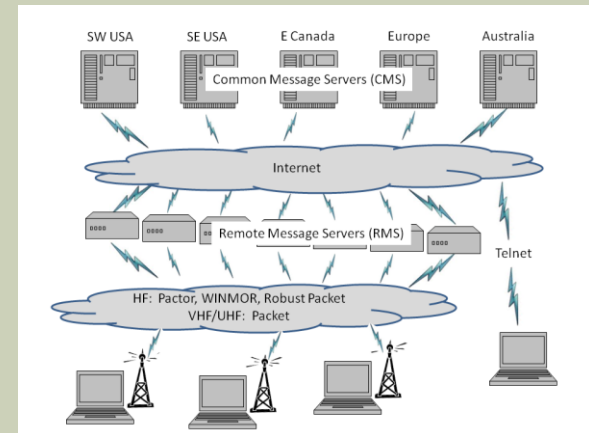 SW USA SE USA E Canada Europe Australia
Common Message Servers (CMS)
Internet
Remote Message Servers (RMS)
Telnet
HF: Pactor, WINMOR, Robust Packet
VHF/UHF: Packet